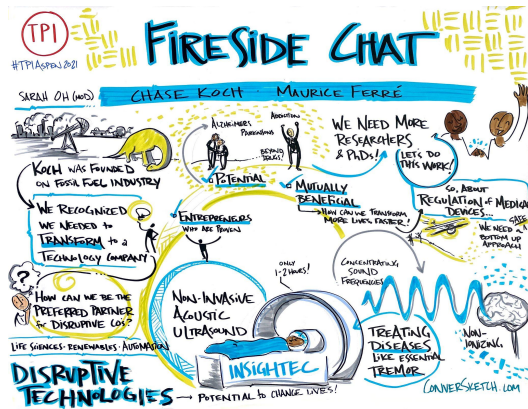 TPI
#TPIASPEN2021
FIRESIDE CHAT
SARAH OH (MOD)
CHASE KOCH · MAURICE FERRÉ
KOCH WAS FOUNDED
ON FOSSIL FUEL INDUSTRY
WE RECOGNIZED
WE NEEDED TO
TRANSFORM to a
TECHNOLOGY COMPANY
?
HOW CAN WE BE THE
PREFERRED PARTNER
for DISRUPTIVE COs?
LIFE SCIENCES · RENEWABLES · AUTOMATION
DISRUPTIVE
TECHNOLOGIES → POTENTIAL to CHANGE LIVES!
ALZHEIMERS
PARKINSONS
ADDICTION
BEYOND
DRUGS!
POTENTIAL
ENTREPRENEURS
WHO ARE PROVEN
MUTUALLY
BENEFICIAL
→ HOW CAN WE TRANSFORM
MORE LIVES, FASTER!
WE NEED MORE
RESEARCHERS
& PhDs!
LET'S DO
THIS WORK!
SO, ABOUT
REGULATION of MEDICAL
DEVICES...
WE NEED A
BOTTOM UP
APPROACH
NON-INVASIVE
ACOUSTIC
ULTRASOUND
ONLY
1-2 HOURS!
INSIGHTEC
CONCENTRATING
SOUND
FREQUENCIES
TREATING
DISEASES
LIKE ESSENTIAL
TREMOR
NON-
IONIZING
CONVERSKETCH.COM